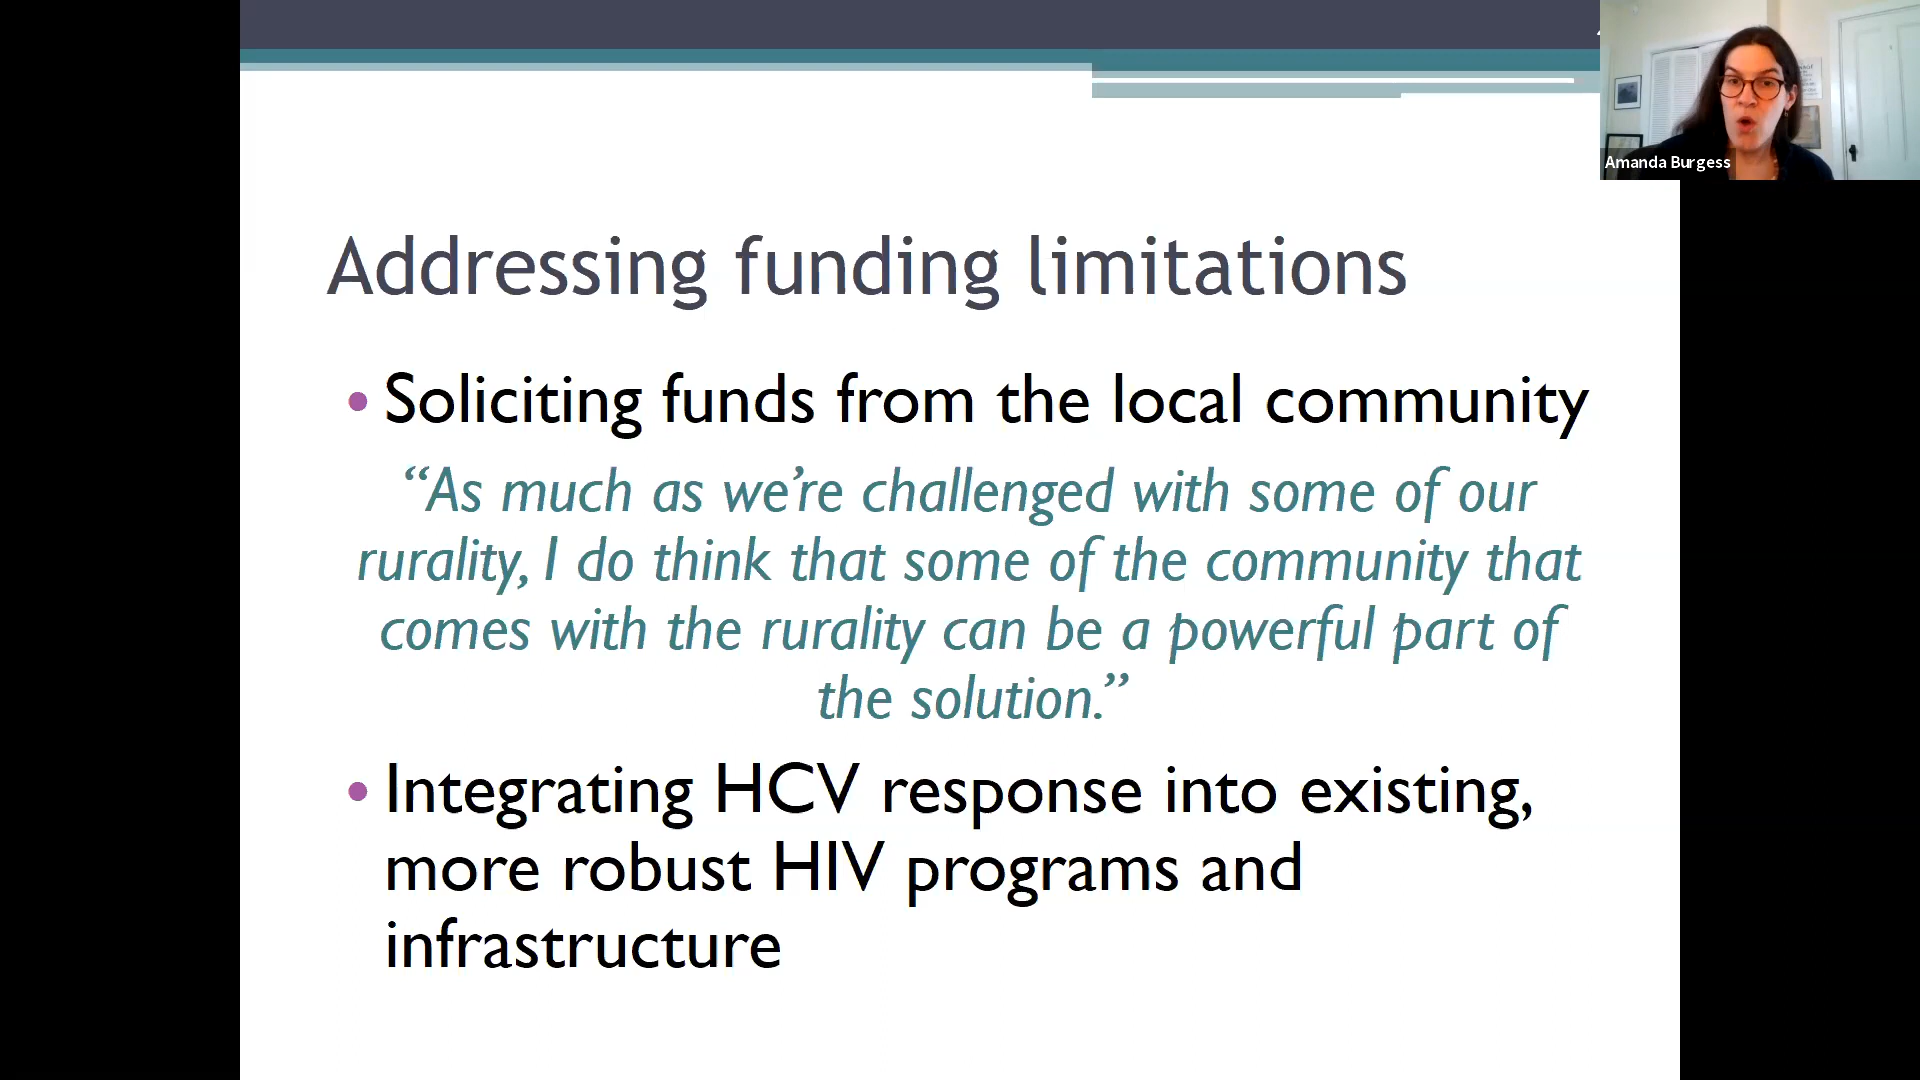 Amanda Burgess
Addressing funding limitations
• Soliciting funds from the local community
“As much as we’re challenged with some of our
rurality, I do think that some of the community that
comes with the rurality can be a powerful part of
the solution.”
• Integrating HCV response into existing,
more robust HIV programs and
infrastructure